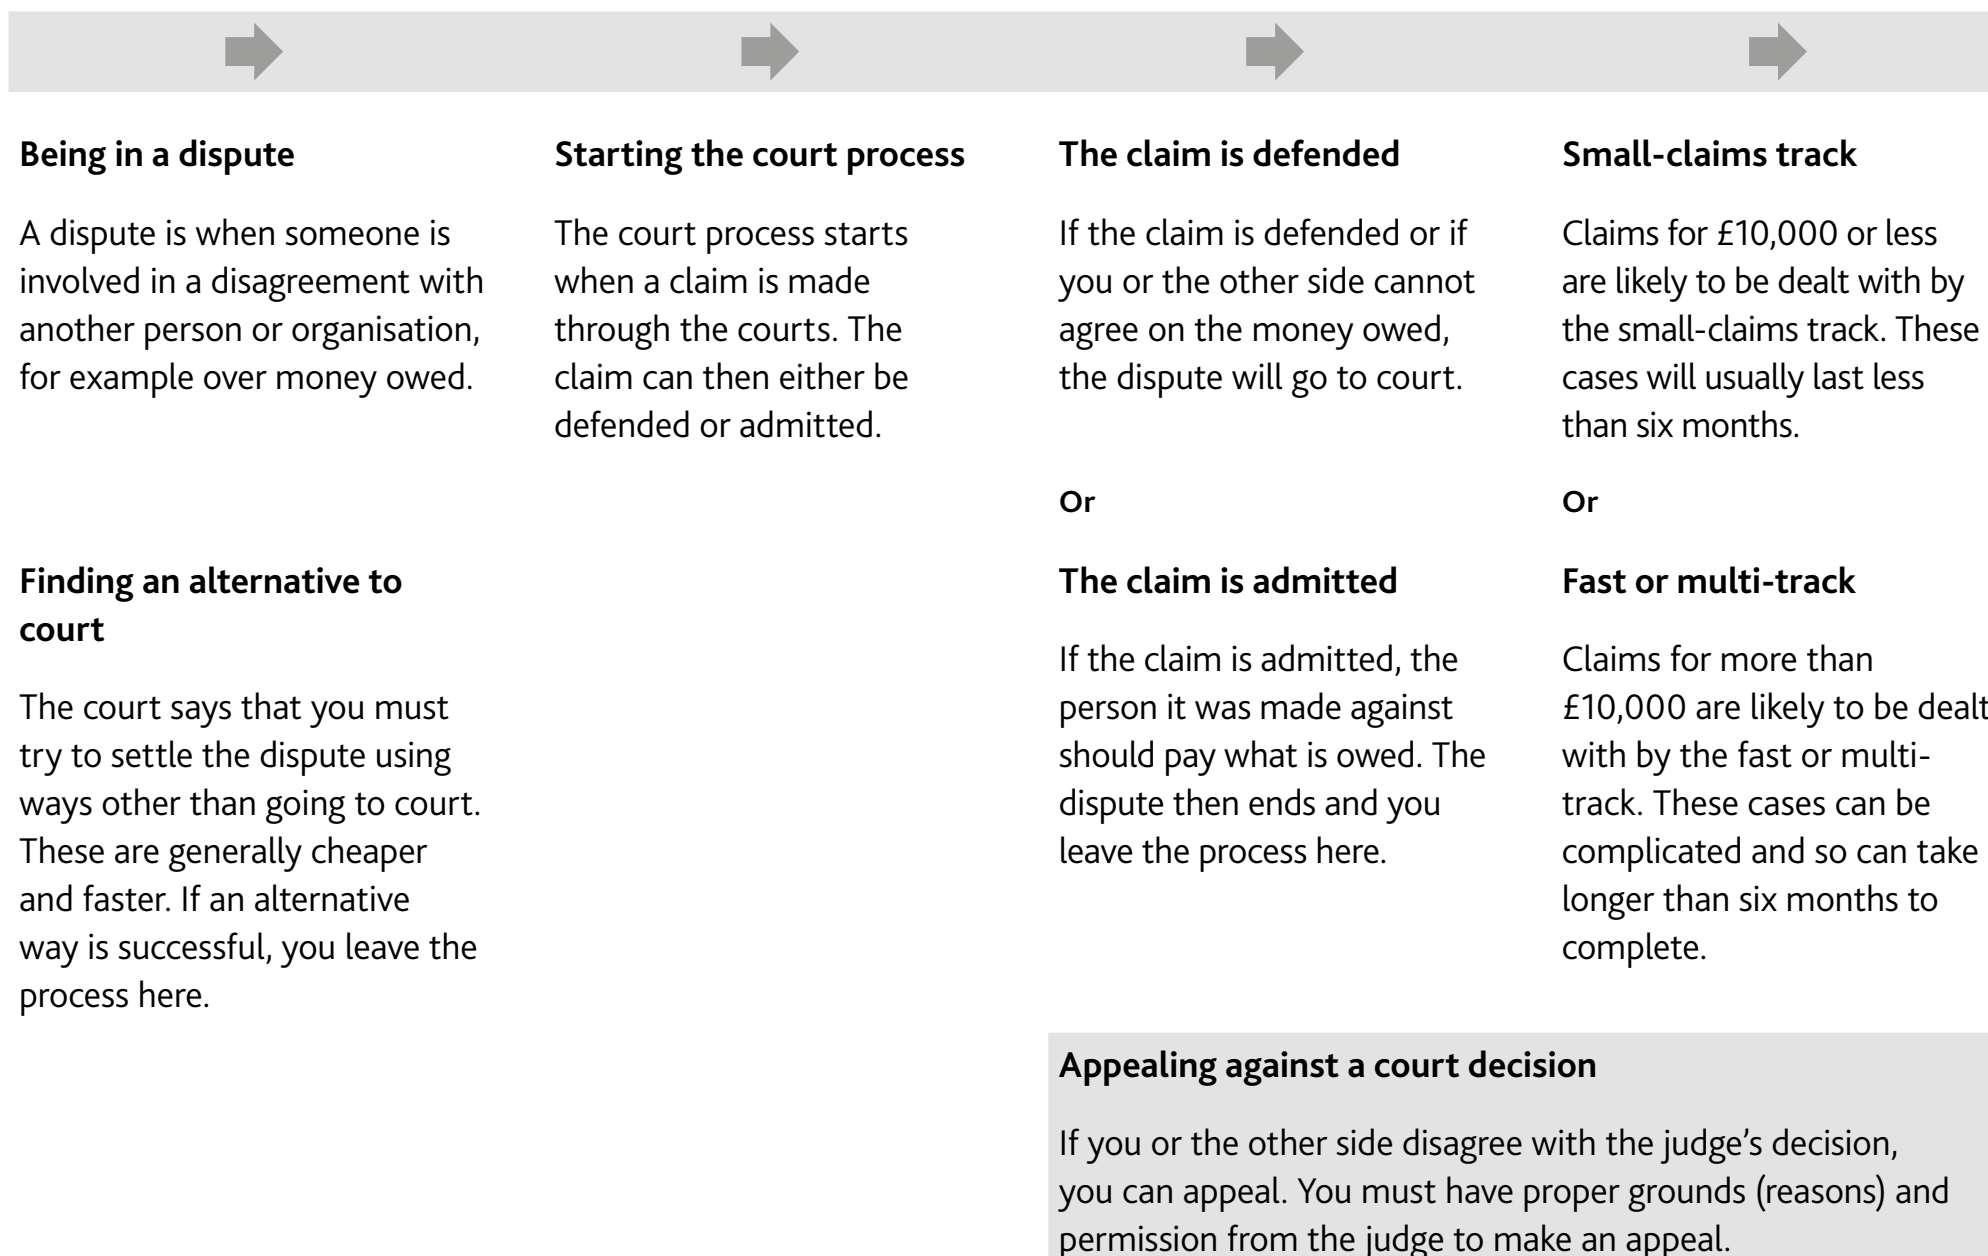 Being in a dispute
A dispute is when someone is
involved in a disagreement with
another person or organisation,
for example over money owed.
Finding an alternative to
court
The court says that you must
try to settle the dispute using
ways other than going to court.
These are generally cheaper
and faster. If an alternative
way is successful, you leave the
process here.
Starting the court process
The court process starts
when a claim is made
through the courts. The
claim can then either be
defended or admitted.
The claim is defended
If the claim is defended or if
you or the other side cannot
agree on the money owed,
the dispute will go to court.
Or
The claim is admitted
If the claim is admitted, the
person it was made against
should pay what is owed. The
dispute then ends and you
leave the process here.
Small-claims track
Claims for £10,000 or less
are likely to be dealt with by
the small-claims track. These
cases will usually last less
than six months.
Or
Fast or multi-track
Claims for more than
£10,000 are likely to be dealt
with by the fast or multi-
track. These cases can be
complicated and so can take
longer than six months to
complete.
Appealing against a court decision
If you or the other side disagree with the judge’s decision,
you can appeal. You must have proper grounds (reasons) and
permission from the judge to make an appeal.